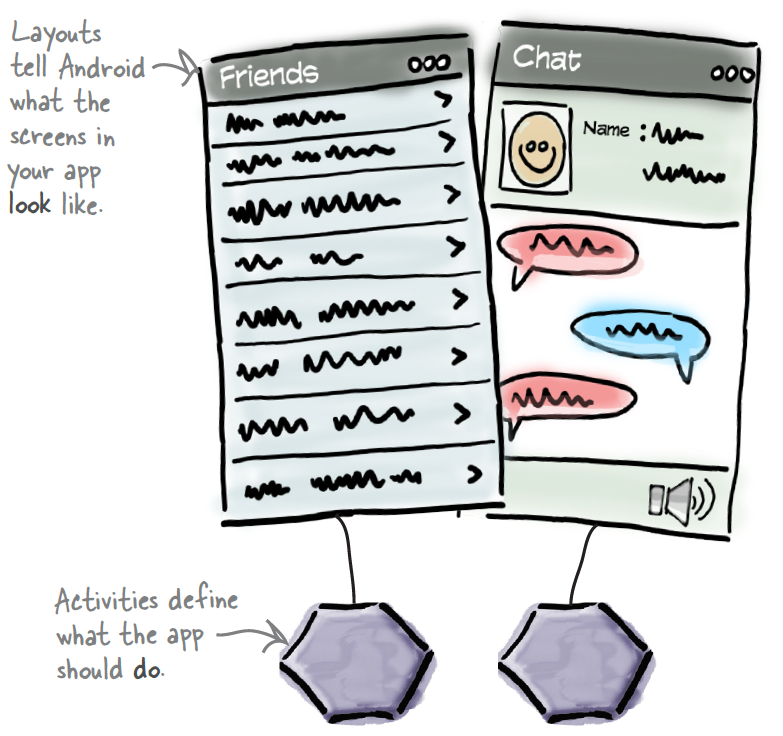 Layouts
tell Android
what the
screens in
your app
look like.
Friends
Chat
Name :
Activities define
what the app
should do.